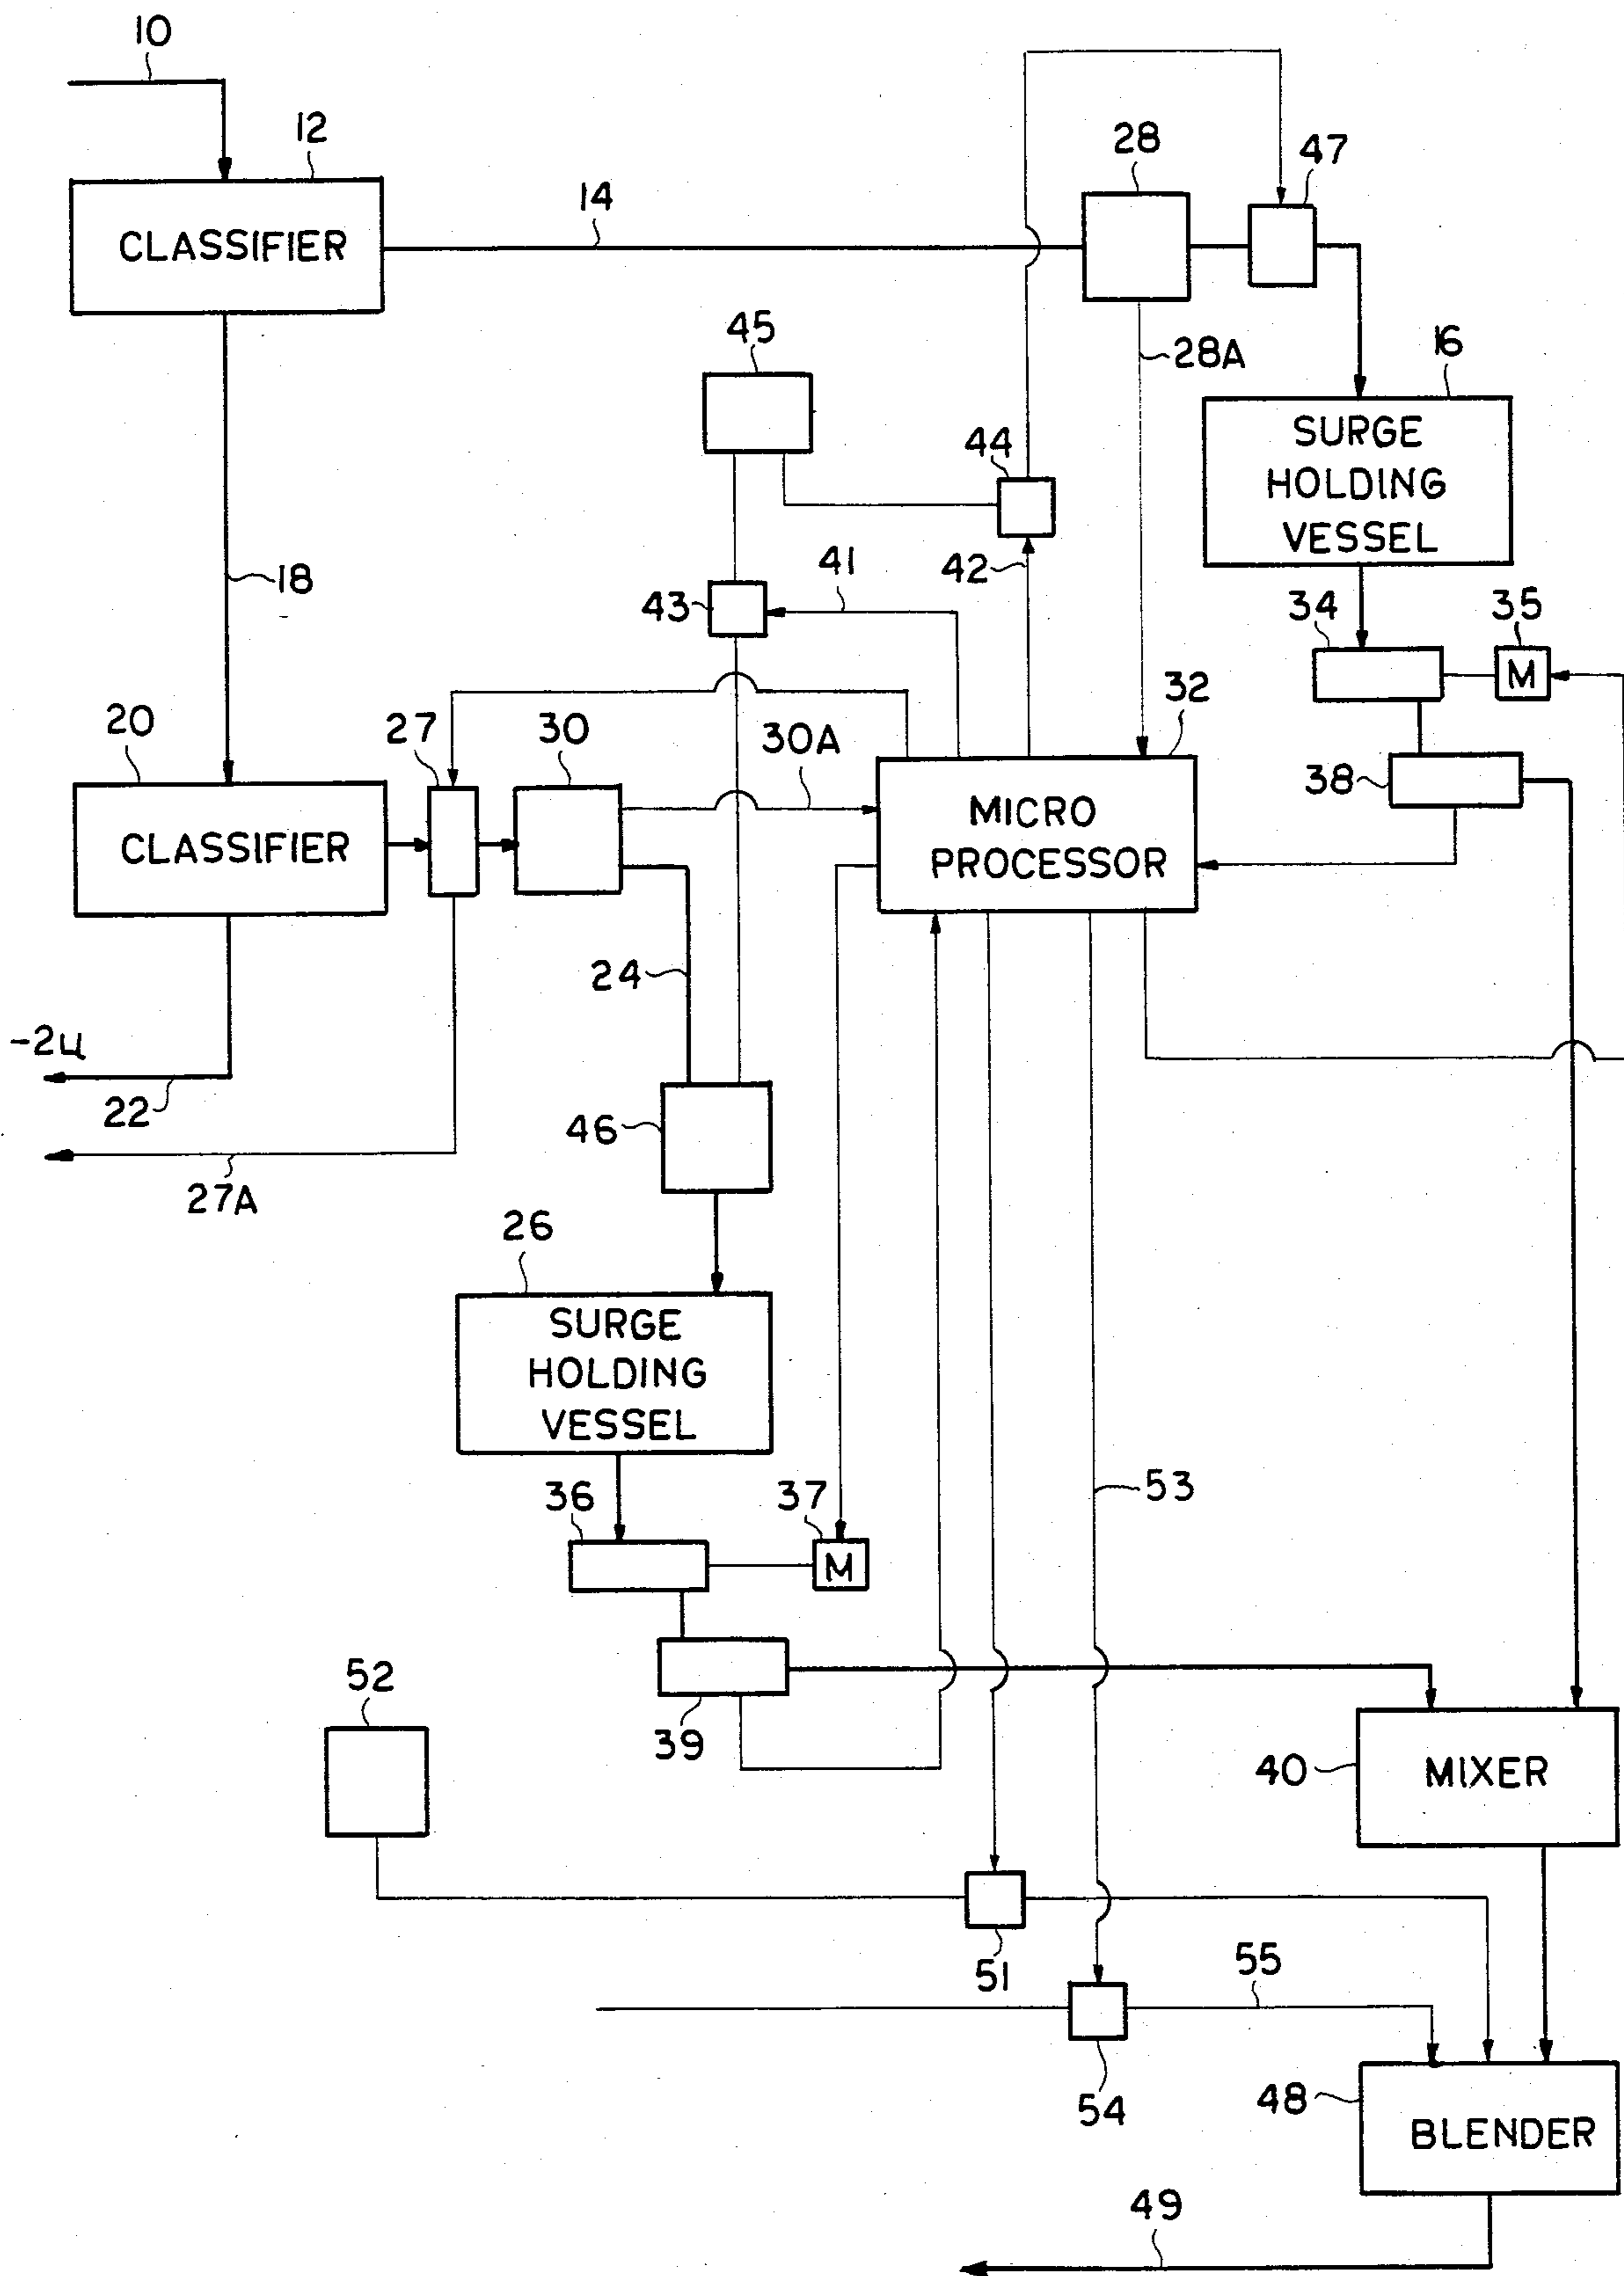 10
12
CLASSIFIER
14
28
47
28A
45
16
SURGE
HOLDING
VESSEL
44
42
41
43
18
34
35
M
32
20
27
30
30A
38
CLASSIFIER
MICRO
PROCESSOR
24
-2µ
22
46
27A
26
SURGE
HOLDING
VESSEL
36
37
M
53
52
39
40
MIXER
51
55
54
48
BLENDER
49